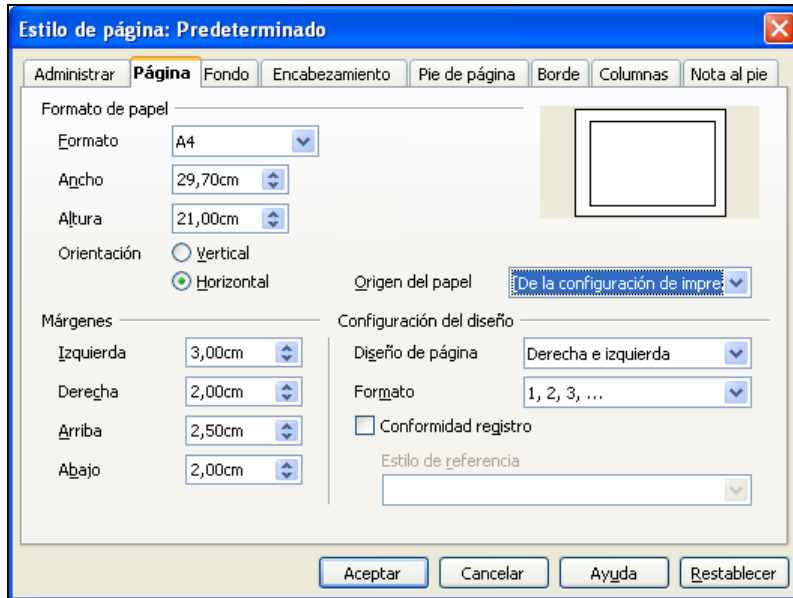 Estilo de página: Predeterminado
Administrar Página Fondo Encabezamiento Pie de página Borde Columnas Nota al pie
Formato de papel
Formato A4
Ancho 29,70cm
Altura 21,00cm
Orientación Vertical
Horizontal Origen del papel [De la configuración de impre
Márgenes Configuración del diseño
Izquierda 3,00cm Diseño de página Derecha e izquierda
Derecha 2,00cm Formato 1, 2, 3, ...
Arriba 2,50cm Conformidad registro
Abajo 2,00cm Estilo de referencia
Aceptar Cancelar Ayuda Restablecer